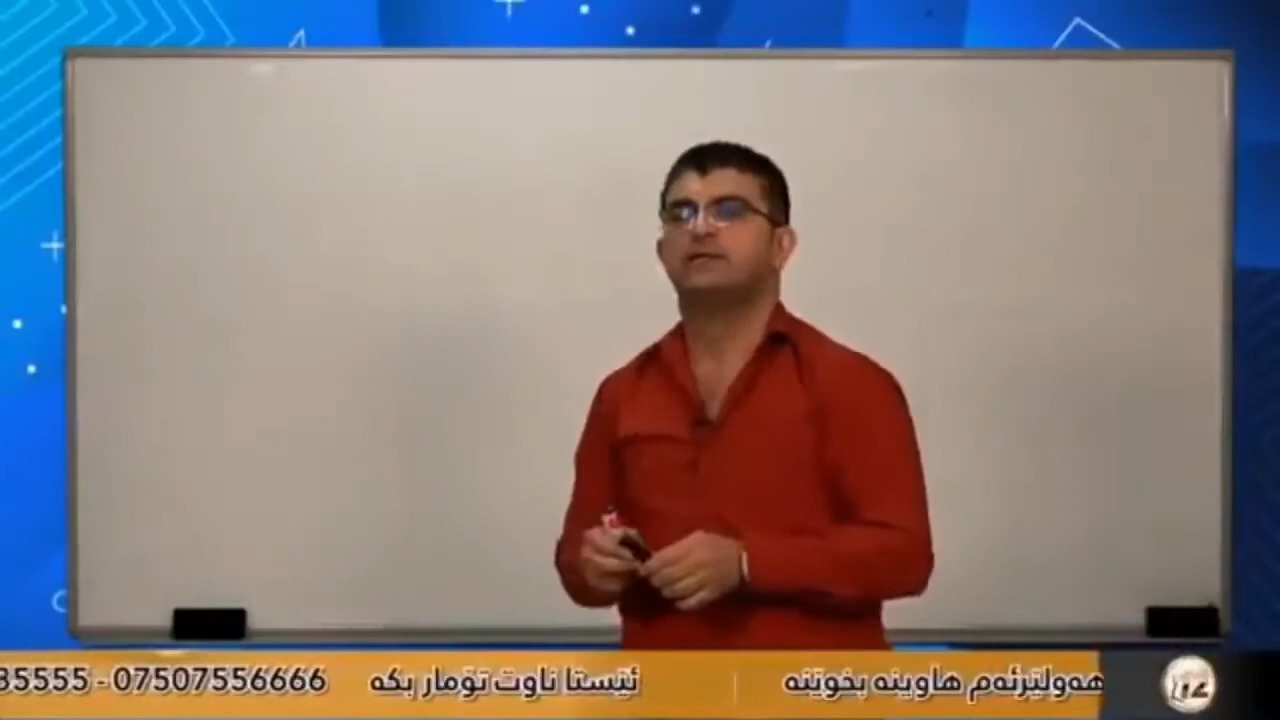 هەولێرئەم هاوینە بخوێنە | ئێستا ناوت تۆمار بکە 07507556666 - 35555